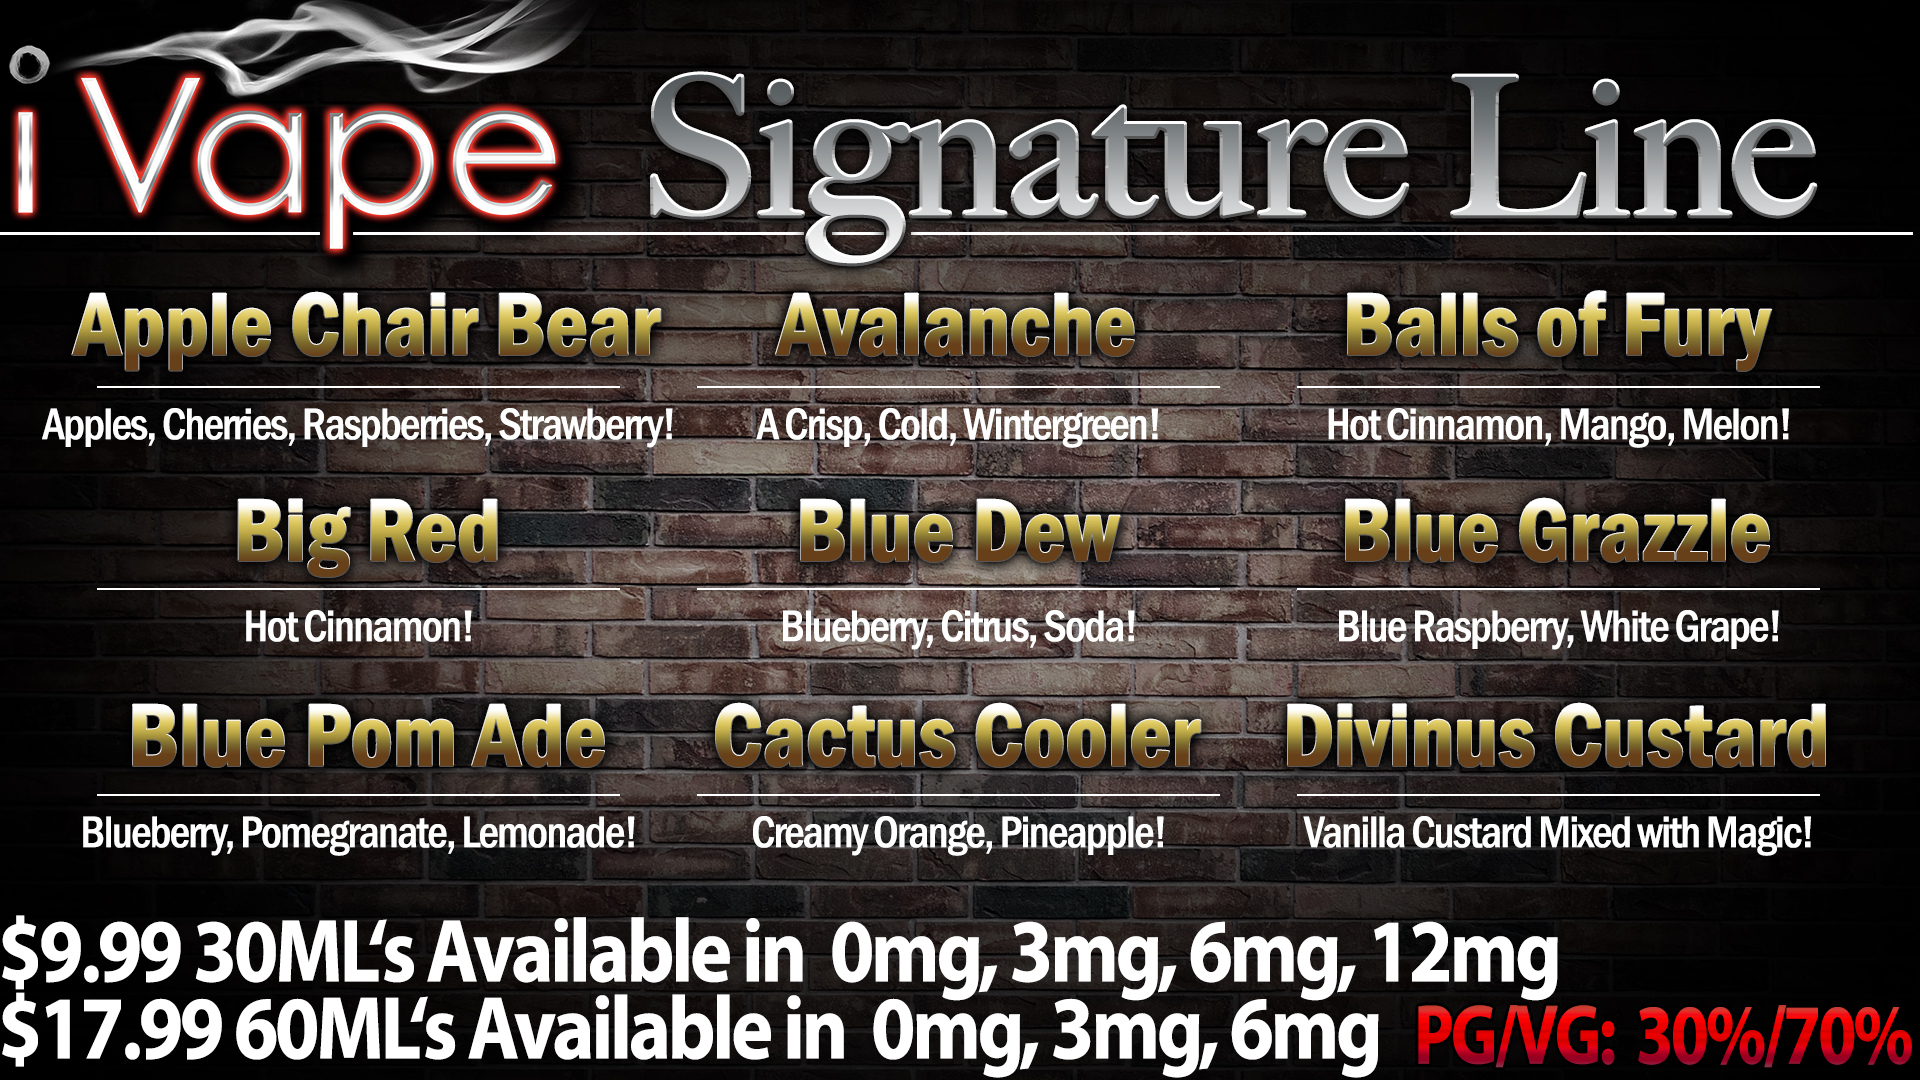 i Vape Signature Line
Apple Chair Bear Avalanche Balls of Fury
Apples, Cherries, Raspberries, Strawberry! A Crisp, Cold, Wintergreen! Hot Cinnamon, Mango, Melon!
Big Red Blue Dew Blue Grazzle
Hot Cinnamon! Blueberry, Citrus, Soda! Blue Raspberry, White Grape!
Blue Pom Ade Cactus Cooler Divinus Custard
Blueberry, Pomegranate, Lemonade! Creamy Orange, Pineapple! Vanilla Custard Mixed with Magic!
$9.99 30ML‘s Available in 0mg, 3mg, 6mg, 12mg
$17.99 60ML‘s Available in 0mg, 3mg, 6mg PG/VG: 30%/70%